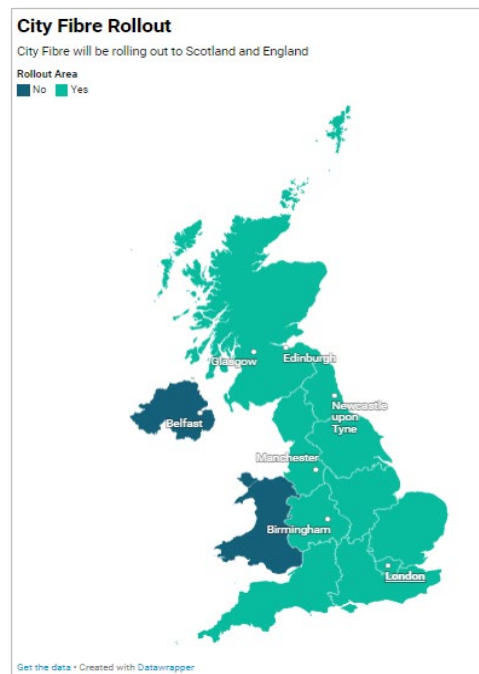 City Fibre Rollout
City Fibre will be rolling out to Scotland and England
Rollout Area
No Yes
Glasgow
Edinburgh
Newcastle
upon
Tyne
Belfast
Manchester
Birmingham
London
Get the data • Created with Datawrapper